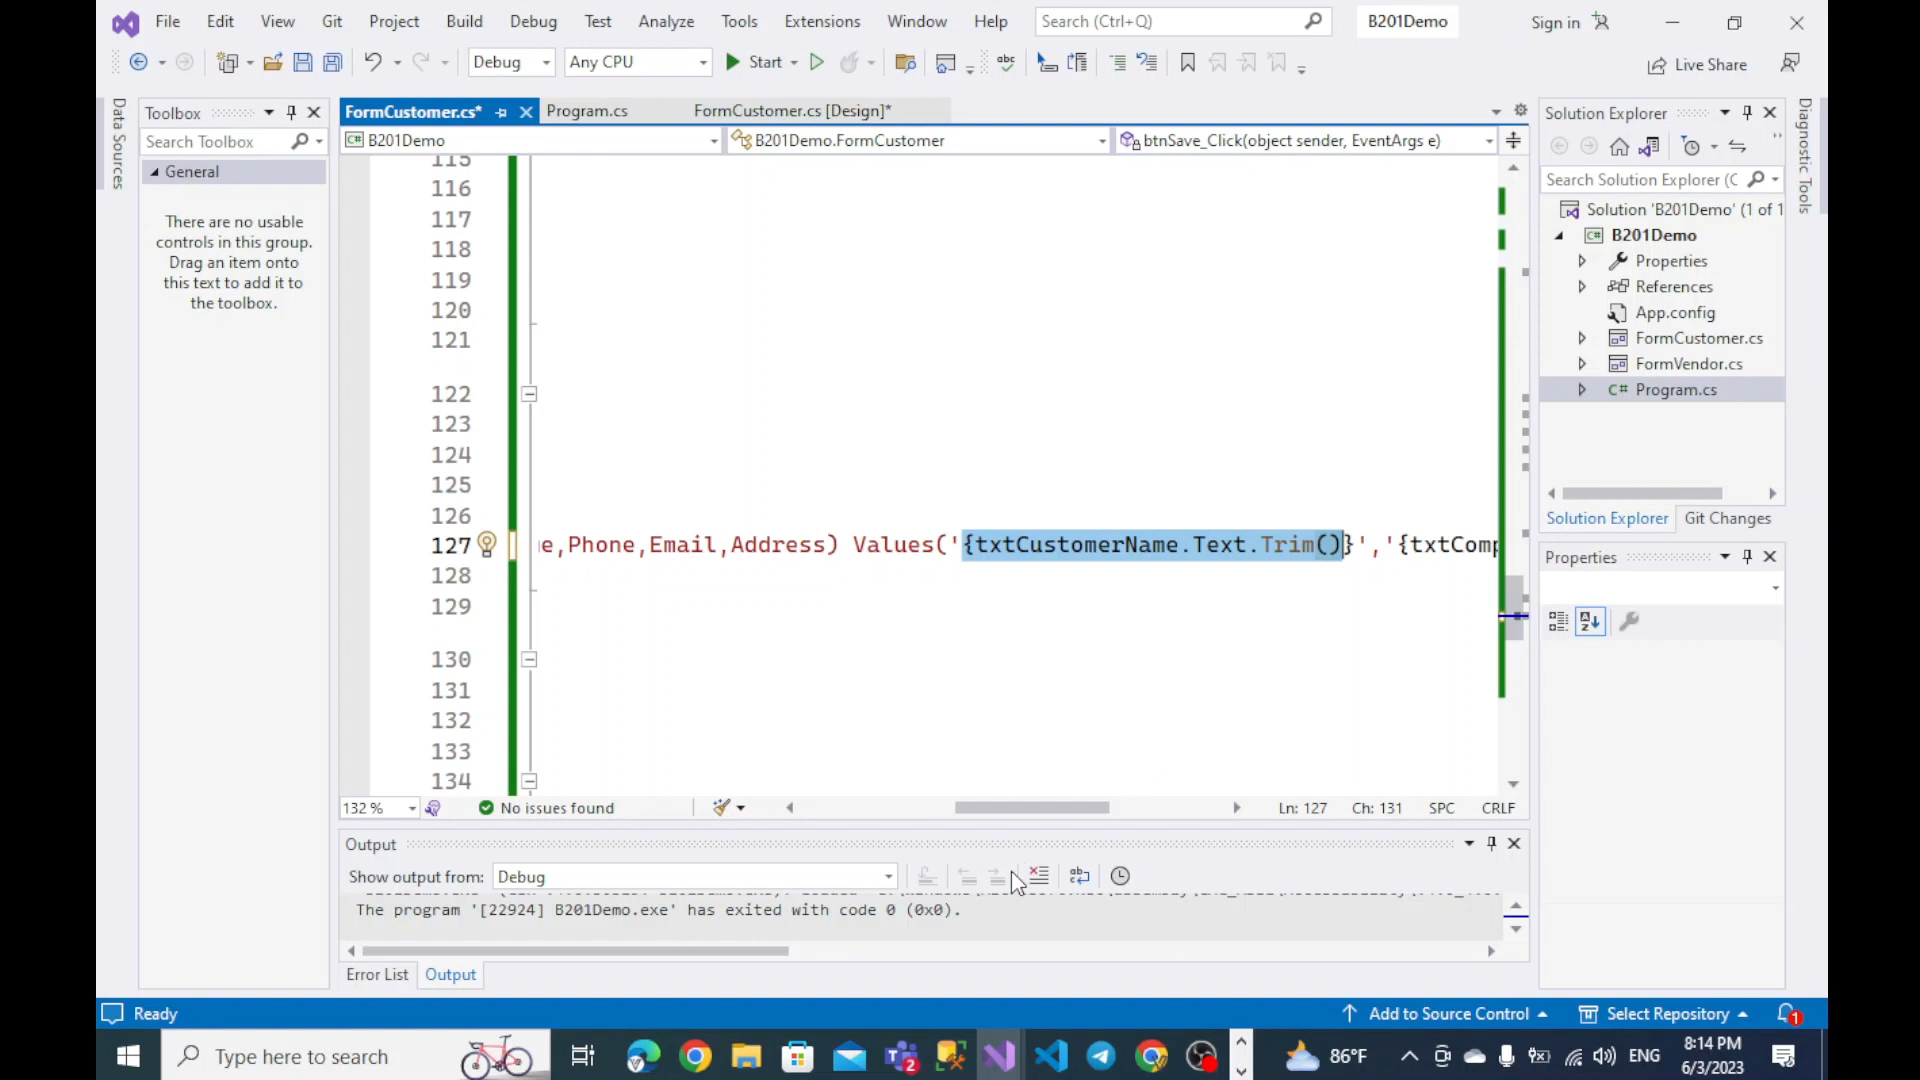 File Edit View Git Project Build Debug Test Analyze Tools Extensions Window Help Search (Ctrl+Q) B201Demo Sign in
Debug Any CPU Start Live Share
Data Sources
Toolbox
Search Toolbox
General
There are no usable
controls in this group.
Drag an item onto
this text to add it to
the toolbox.
FormCustomer.cs* Program.cs FormCustomer.cs [Design]*
B201Demo B201Demo.FormCustomer btnSave_Click(object sender, EventArgs e)
115
116
117
118
119
120
121
122
123
124
125
126
127 e,Phone,Email,Address) Values('{txtCustomerName.Text.Trim()}','{txtComp
128
129
130
131
132
133
134
132 % No issues found Ln: 127 Ch: 131 SPC CRLF
Output
Show output from: Debug
The program '[22924] B201Demo.exe' has exited with code 0 (0x0).
Error List Output
Solution Explorer
Search Solution Explorer (C
Solution 'B201Demo' (1 of 1
B201Demo
Properties
References
App.config
FormCustomer.cs
FormVendor.cs
C# Program.cs
Solution Explorer Git Changes
Properties
Diagnostic Tools
Ready Add to Source Control Select Repository 1
Type here to search 2 86°F ENG 8:14 PM
6/3/2023